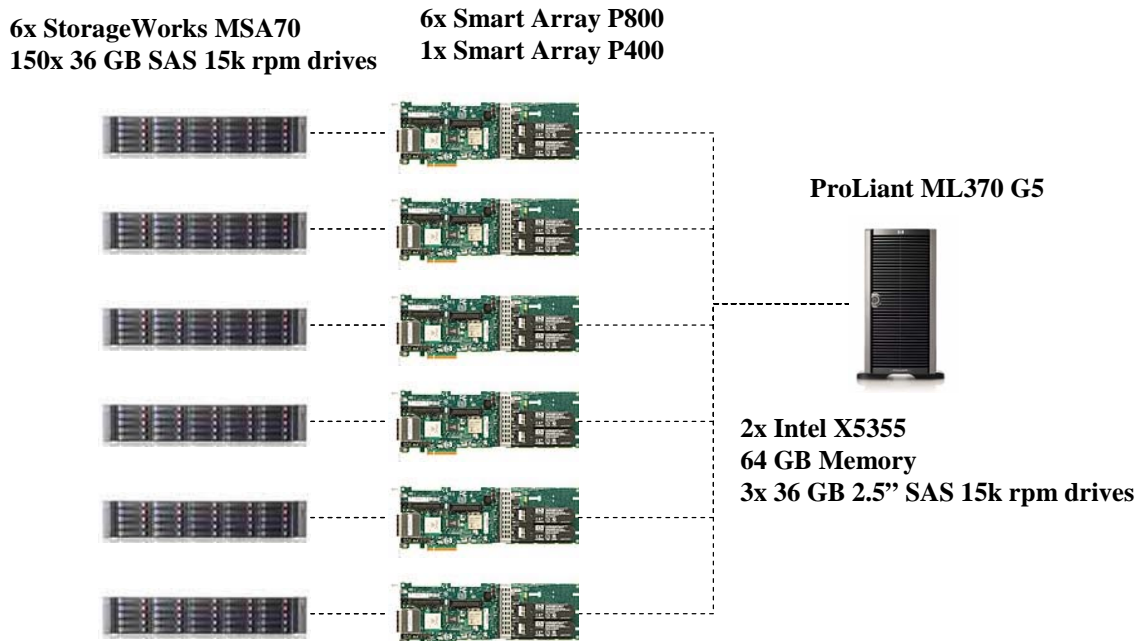 6x StorageWorks MSA70
150x 36 GB SAS 15k rpm drives
6x Smart Array P800
1x Smart Array P400
ProLiant ML370 G5
2x Intel X5355
64 GB Memory
3x 36 GB 2.5” SAS 15k rpm drives